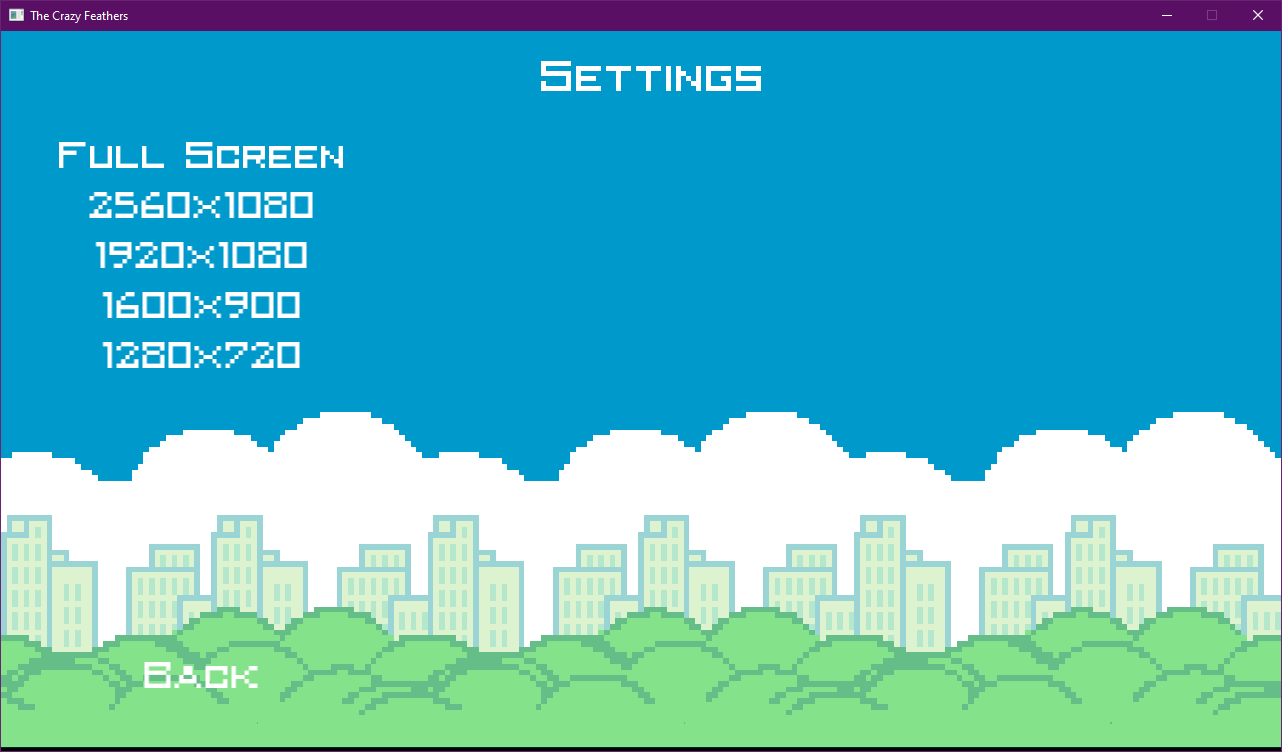 The Crazy Feathers
Settings
Full Screen
2560x1080
1920x1080
1600x900
1280x720
Back